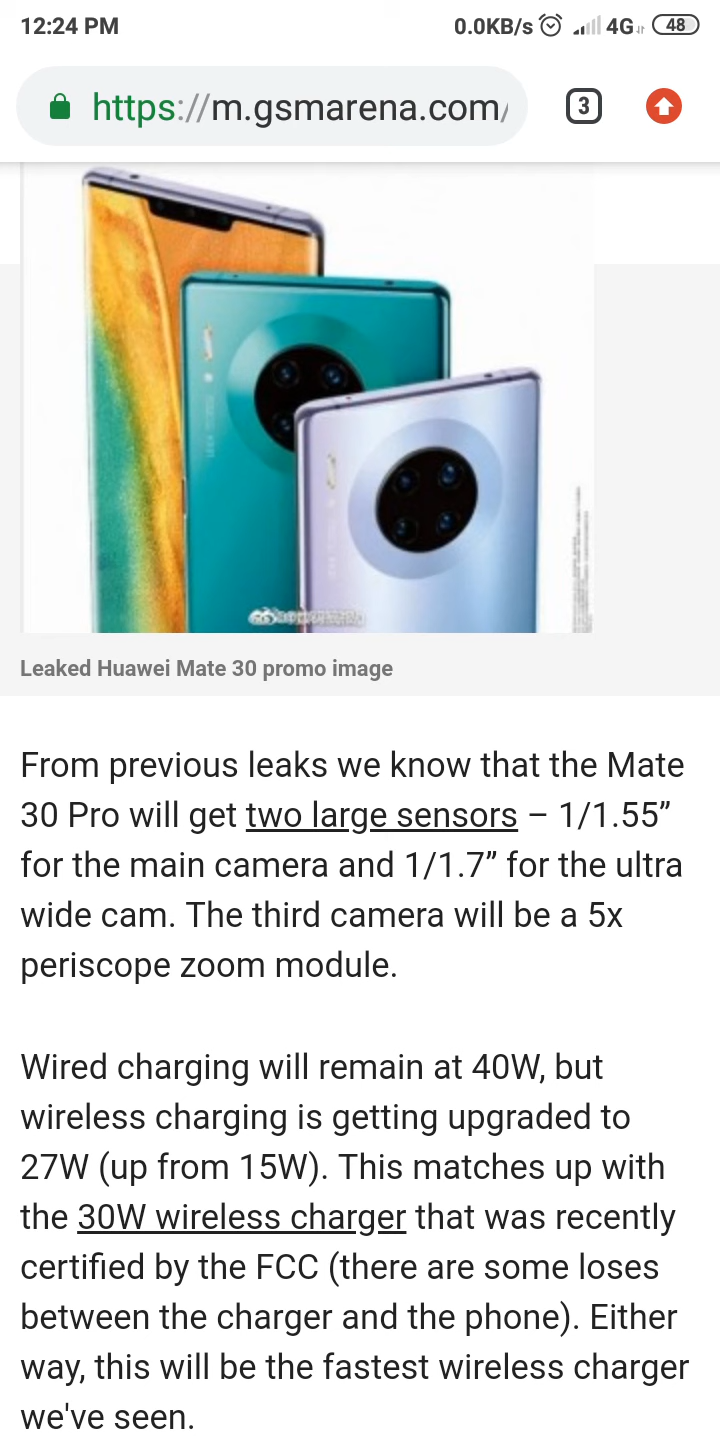 12:24 PM
0.0KB/s 4G 48
https://m.gsmarena.com/
3
Leaked Huawei Mate 30 promo image
From previous leaks we know that the Mate
30 Pro will get two large sensors – 1/1.55”
for the main camera and 1/1.7” for the ultra
wide cam. The third camera will be a 5x
periscope zoom module.
Wired charging will remain at 40W, but
wireless charging is getting upgraded to
27W (up from 15W). This matches up with
the 30W wireless charger that was recently
certified by the FCC (there are some loses
between the charger and the phone). Either
way, this will be the fastest wireless charger
we've seen.